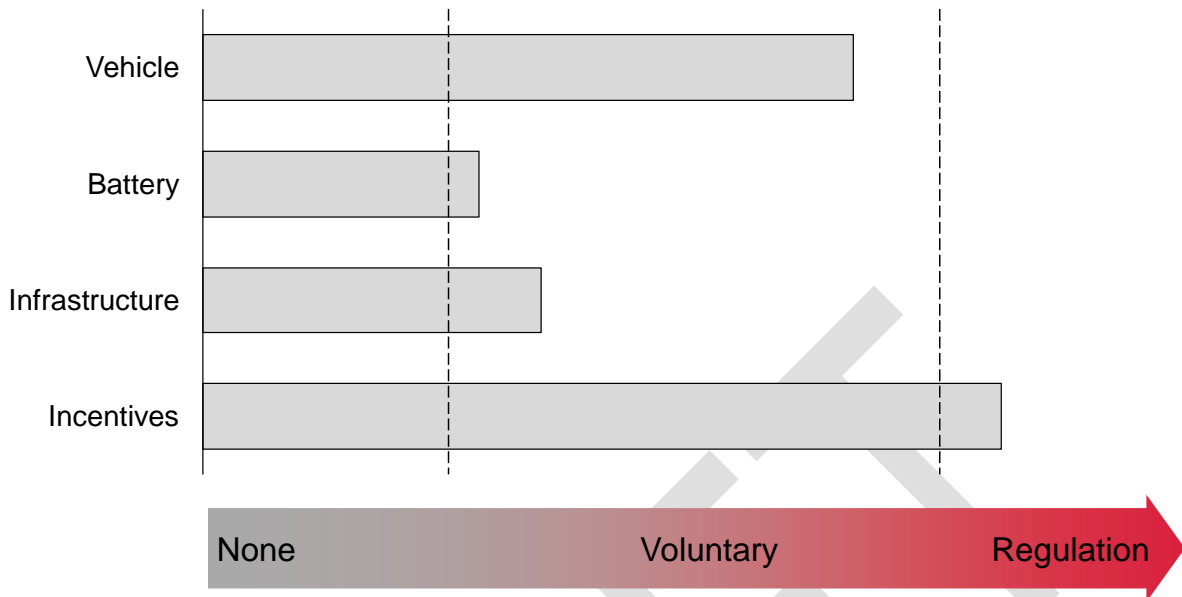 Vehicle
Battery
Infrastructure
Incentives
None Voluntary Regulation